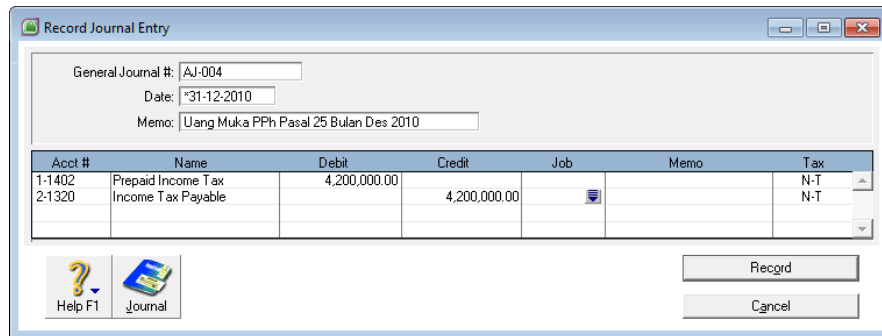 Record Journal Entry
General Journal #: AJ-004
Date: *31-12-2010
Memo: Uang Muka PPh Pasal 25 Bulan Des 2010
Acct # Name Debit Credit Job Memo Tax
1-1402 Prepaid Income Tax 4,200,000.00 N-T
2-1320 Income Tax Payable 4,200,000.00 N-T
Help F1 Journal
Record
Cancel